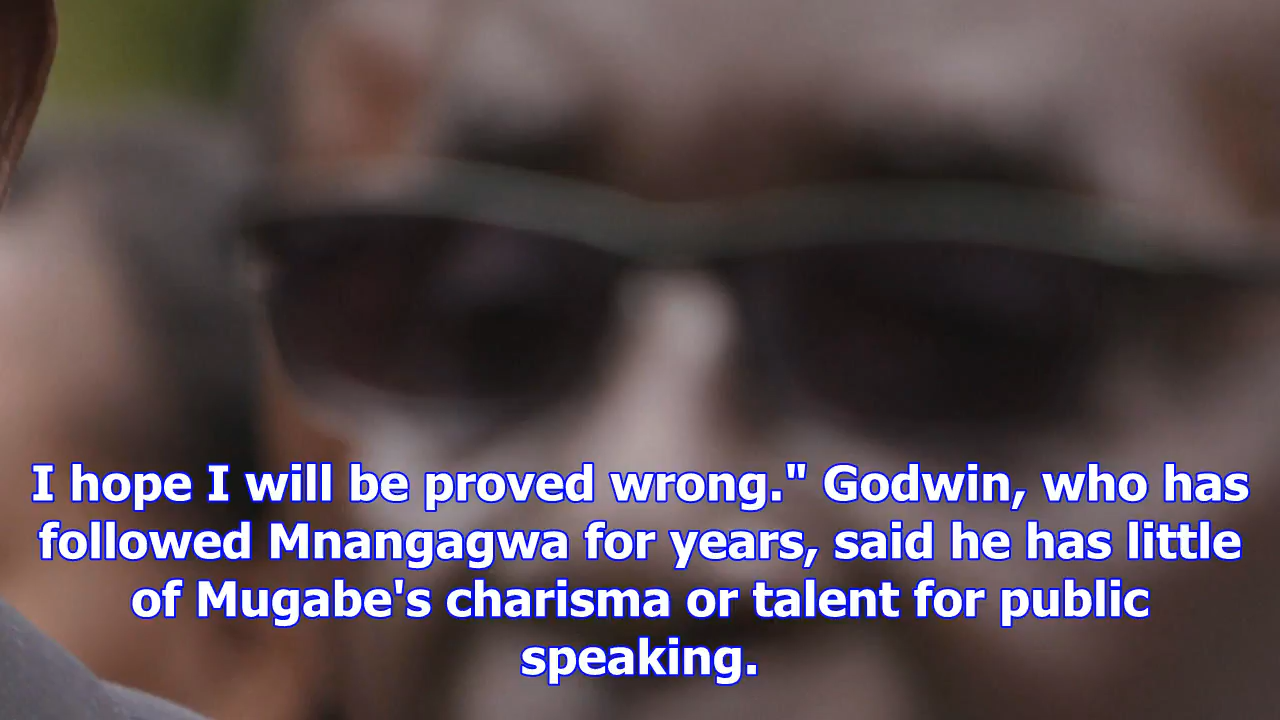 I hope I will be proved wrong." Godwin, who has
followed Mnangagwa for years, said he has little
of Mugabe's charisma or talent for public
speaking.